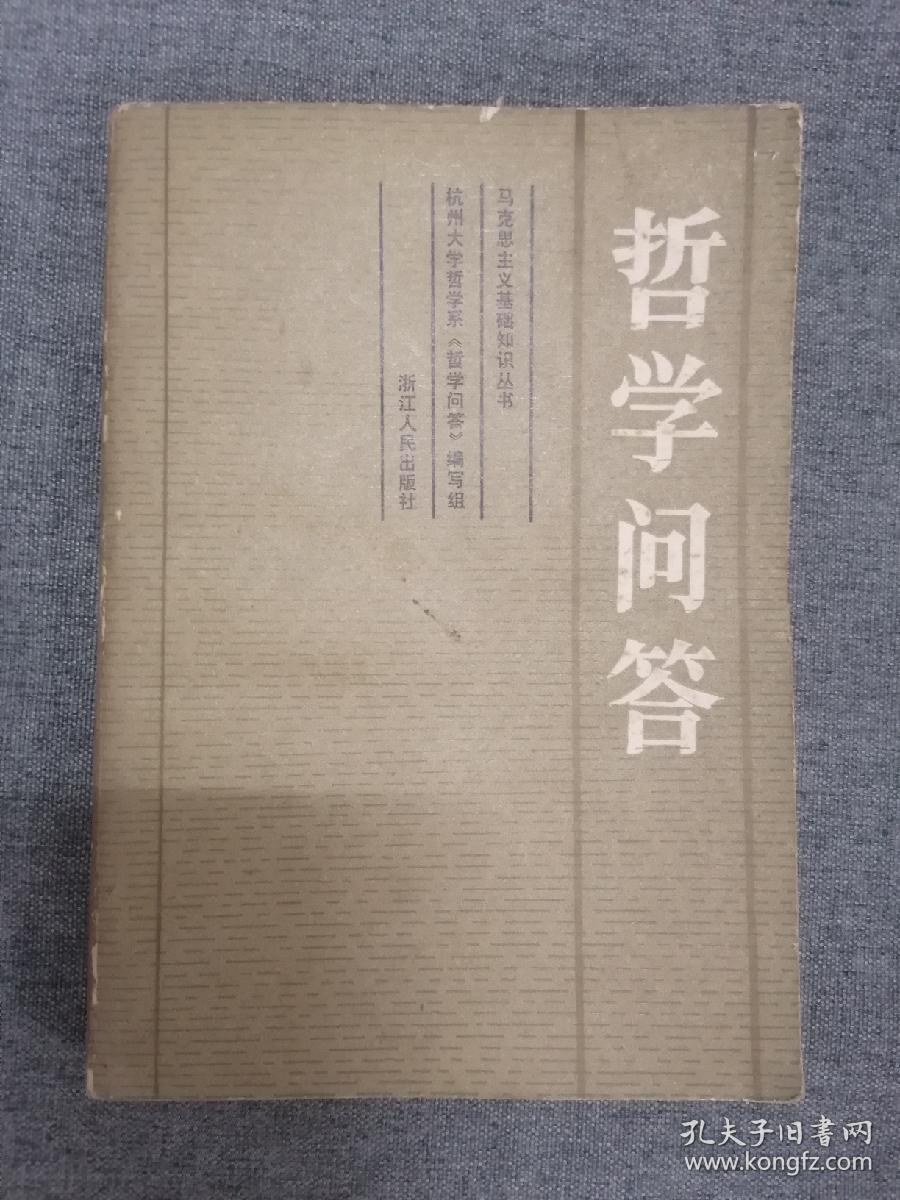 哲学问答
马克思主义基础知识丛书
杭州大学哲学系《哲学问答》编写组
浙江人民出版社
孔夫子旧書网
www.kongfz.com